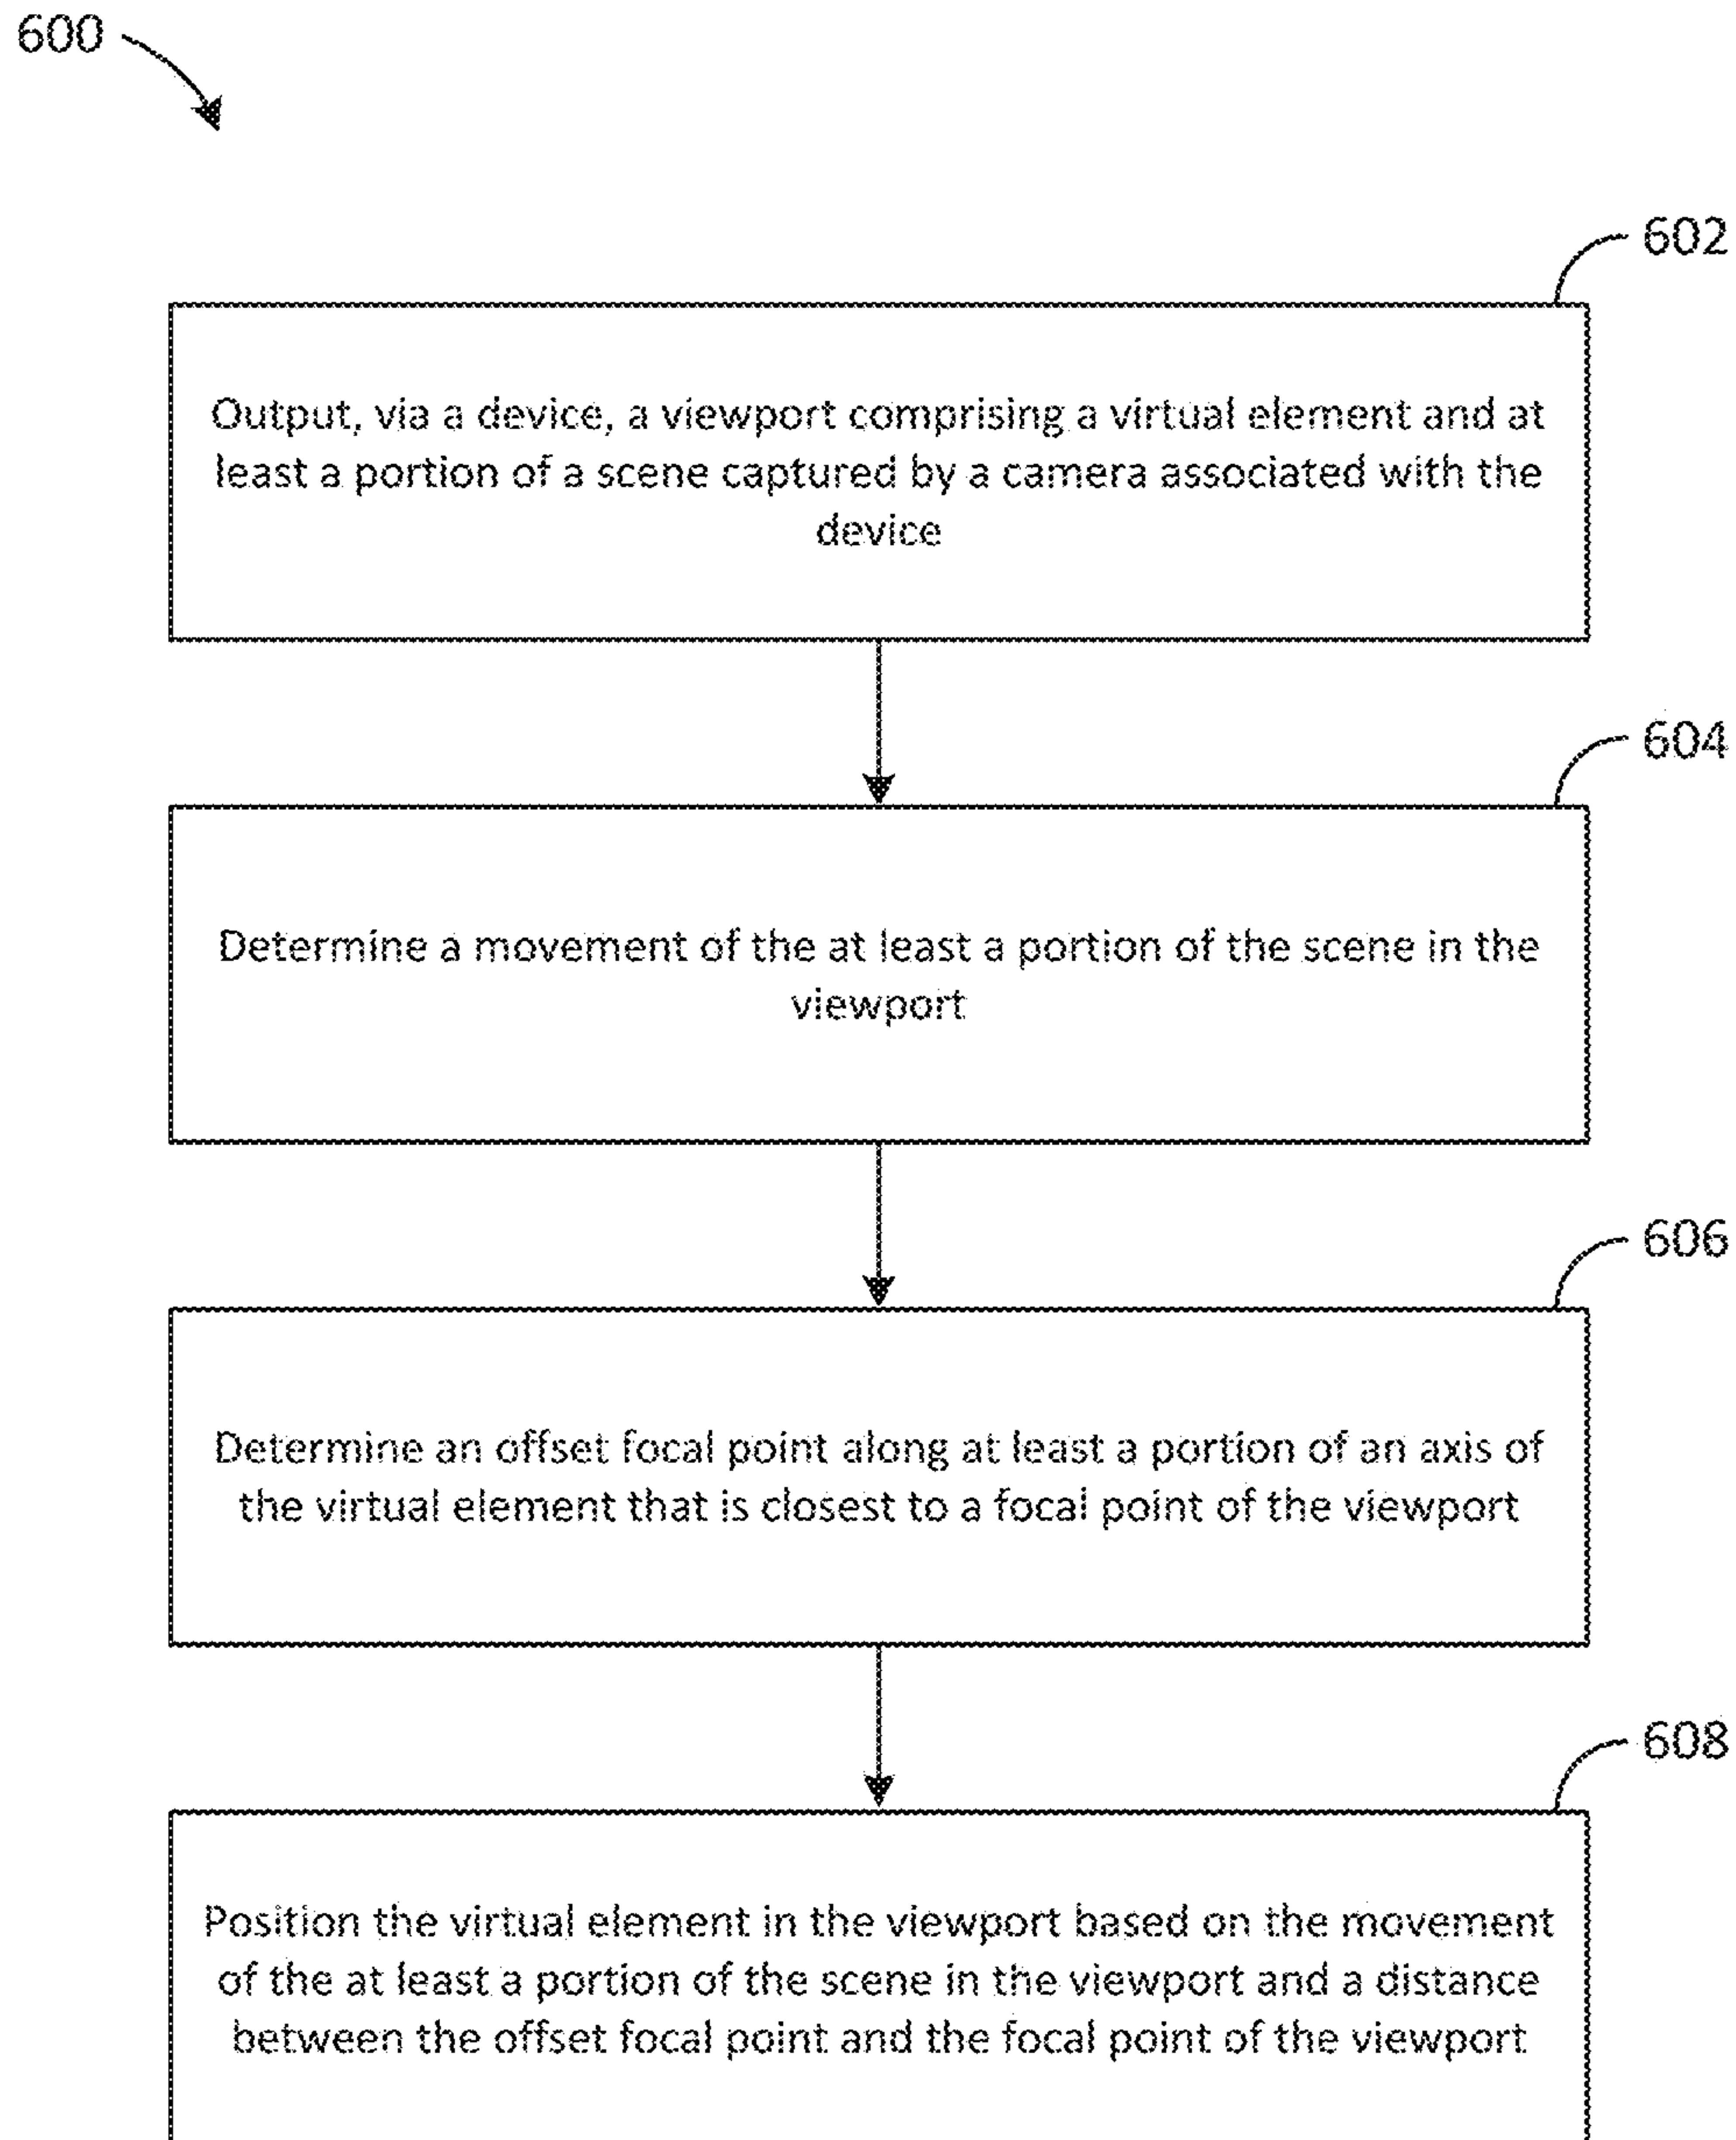 600
602
Output, via a device, a viewport comprising a virtual element and at
least a portion of a scene captured by a camera associated with the
device
604
Determine a movement of the at least a portion of the scene in the
viewport
606
Determine an offset focal point along at least a portion of an axis of
the virtual element that is closest to a focal point of the viewport
608
Position the virtual element in the viewport based on the movement
of the at least a portion of the scene in the viewport and a distance
between the offset focal point and the focal point of the viewport